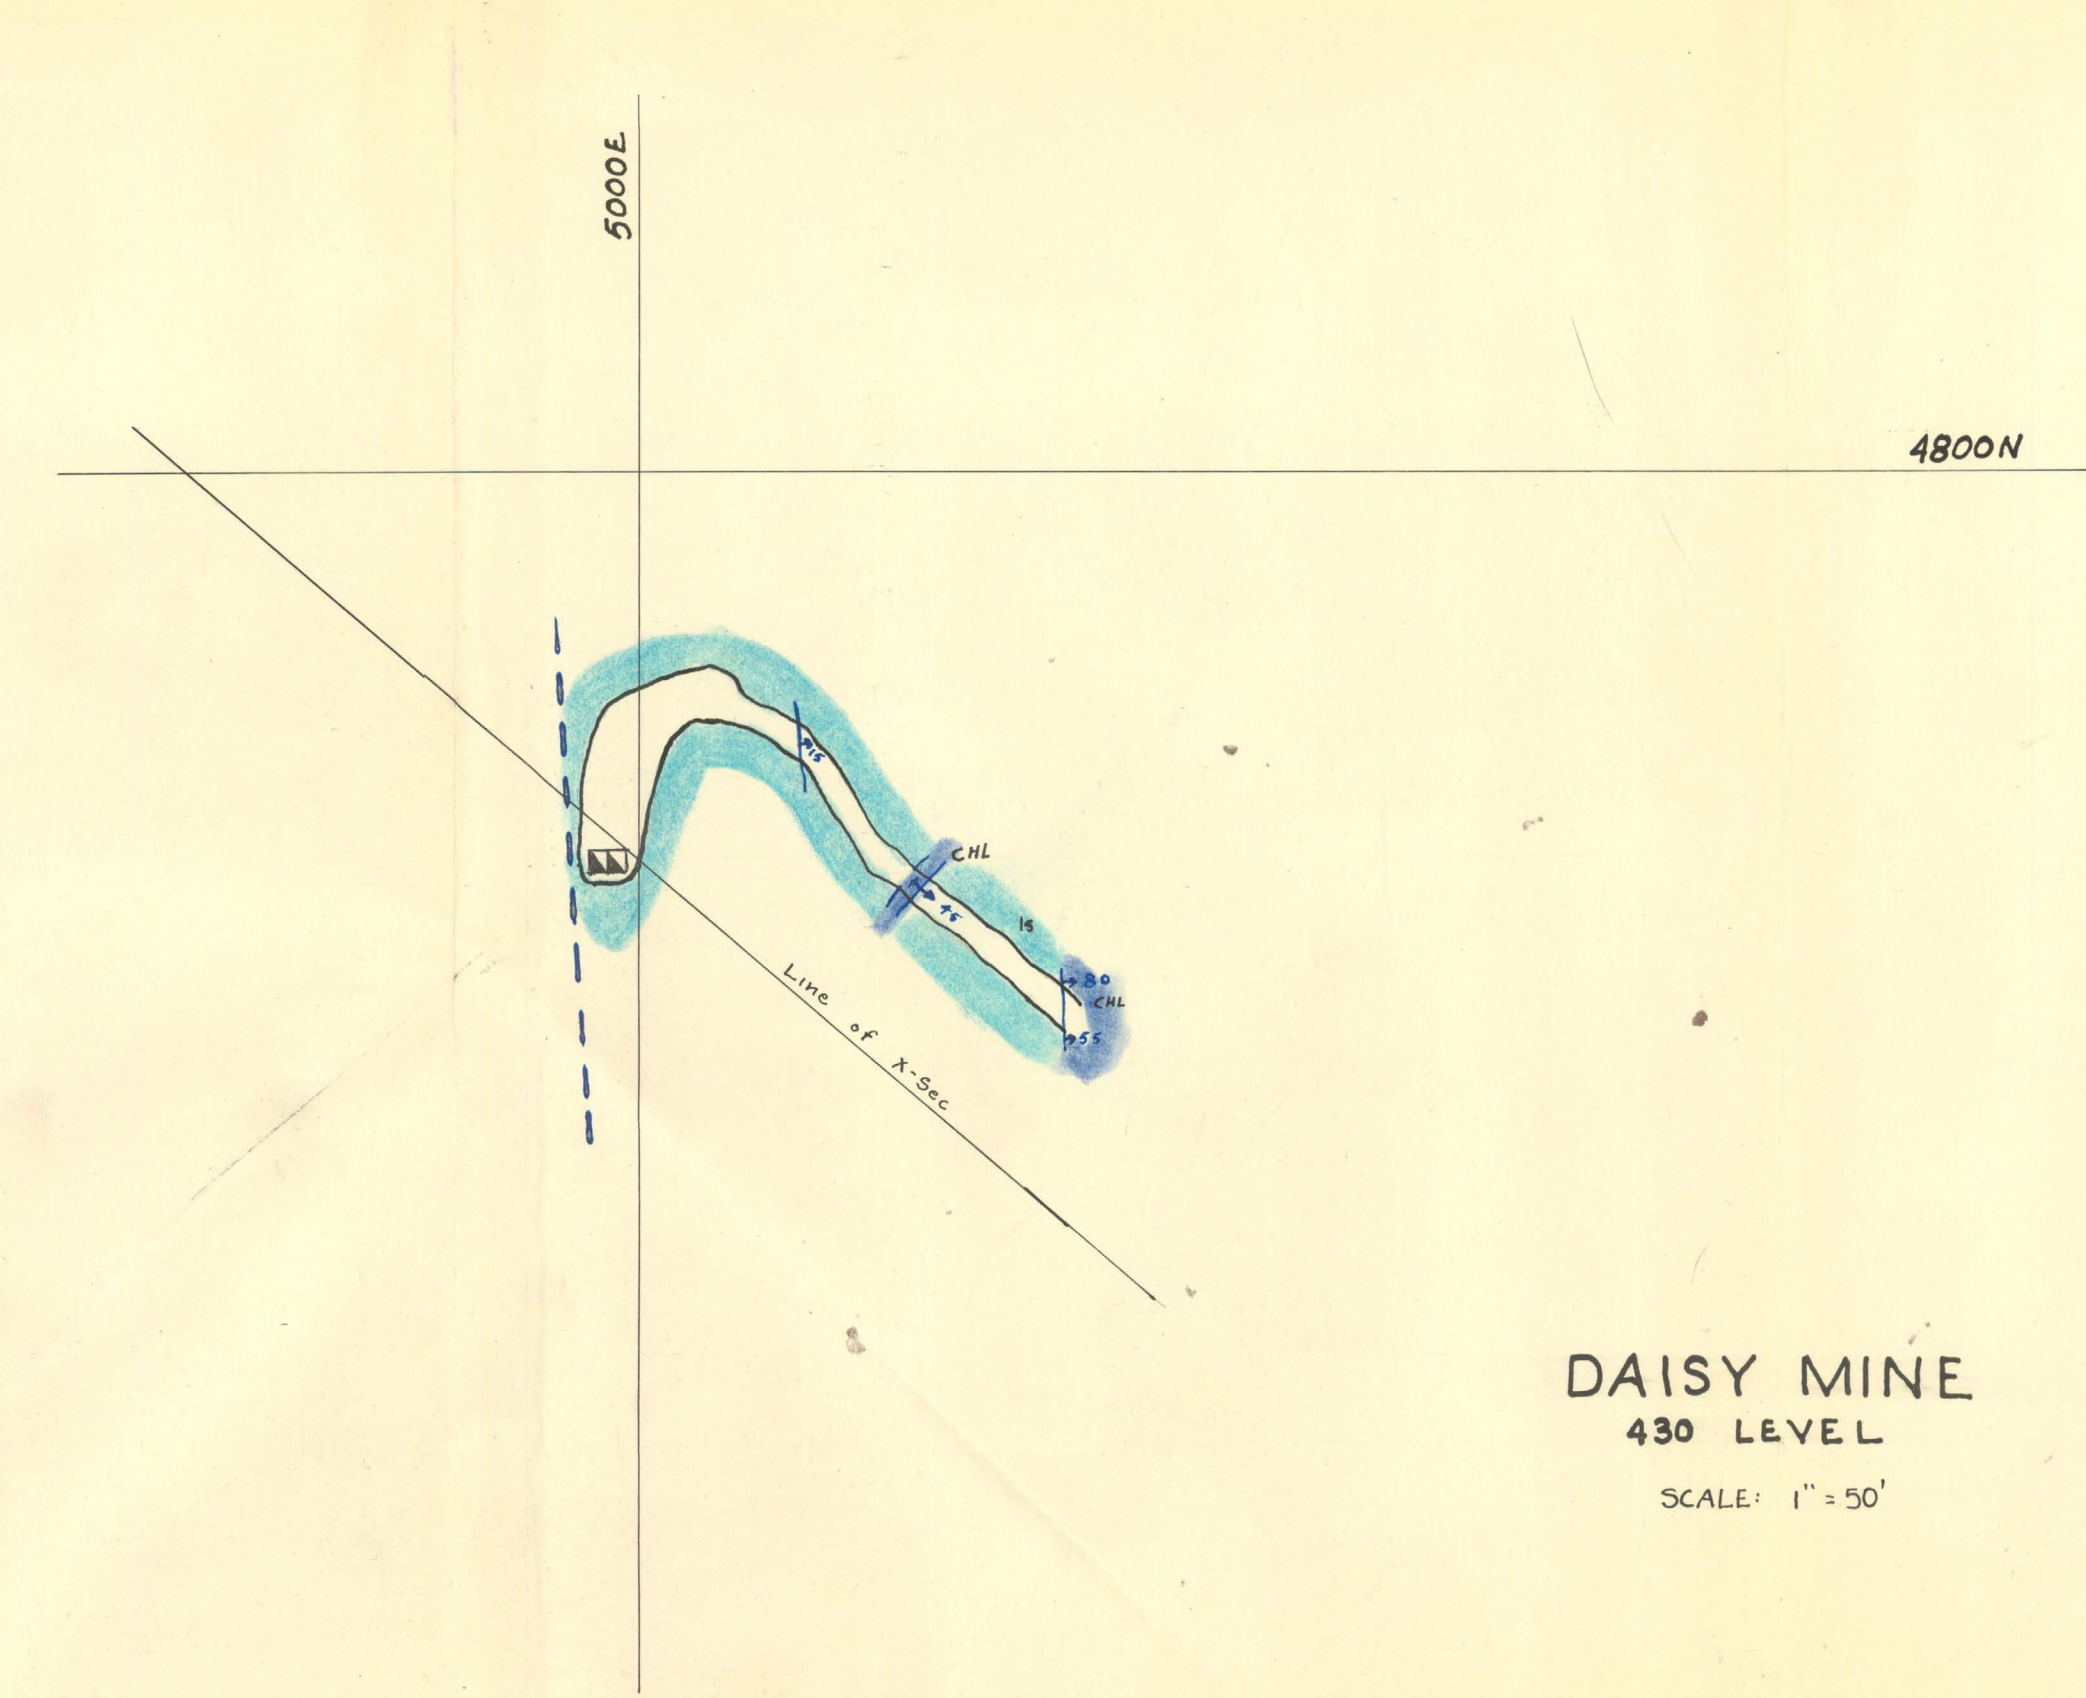 5000E
4800N
15
CHL
45
ls
80
CHL
55
Line of X-Sec
DAISY MINE
430 LEVEL
SCALE: 1" = 50'